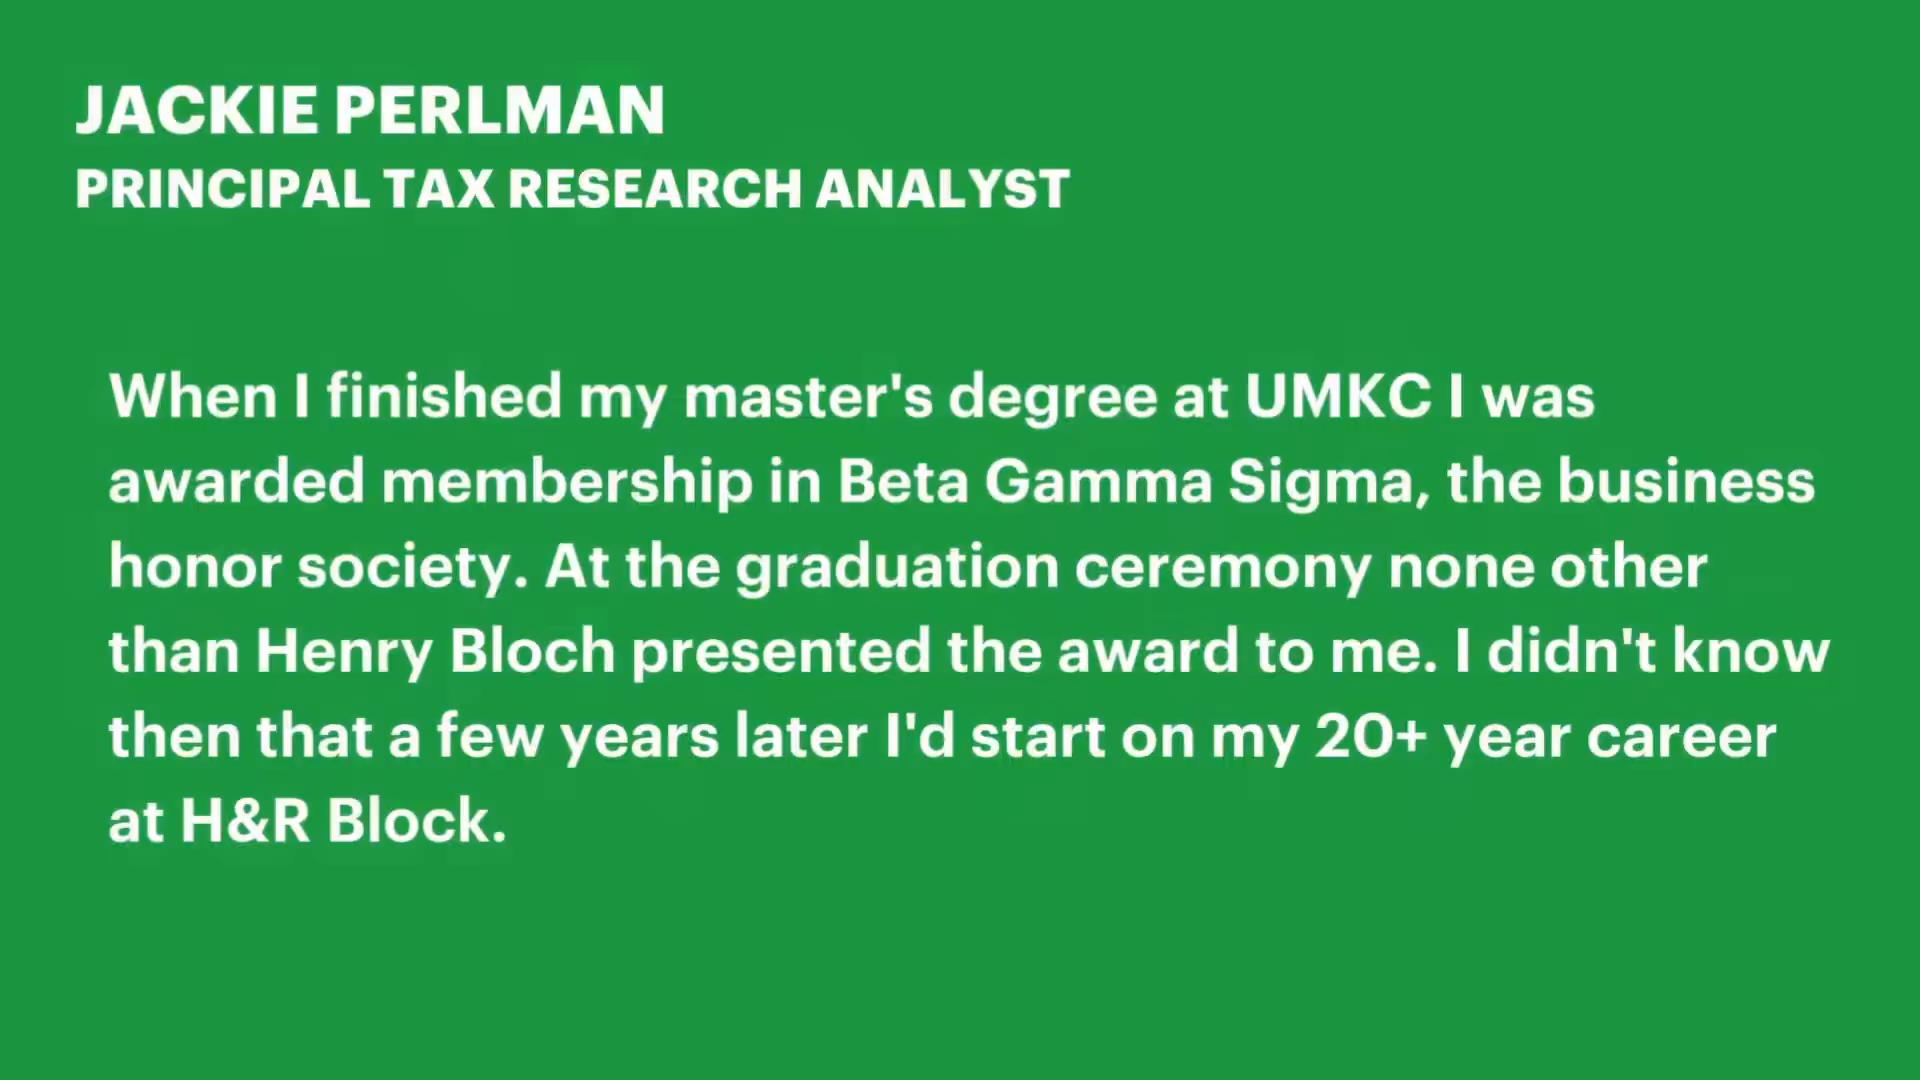 JACKIE PERLMAN
PRINCIPAL TAX RESEARCH ANALYST
When I finished my master's degree at UMKC I was
awarded membership in Beta Gamma Sigma, the business
honor society. At the graduation ceremony none other
than Henry Bloch presented the award to me. I didn't know
then that a few years later I'd start on my 20+ year career
at H&R Block.